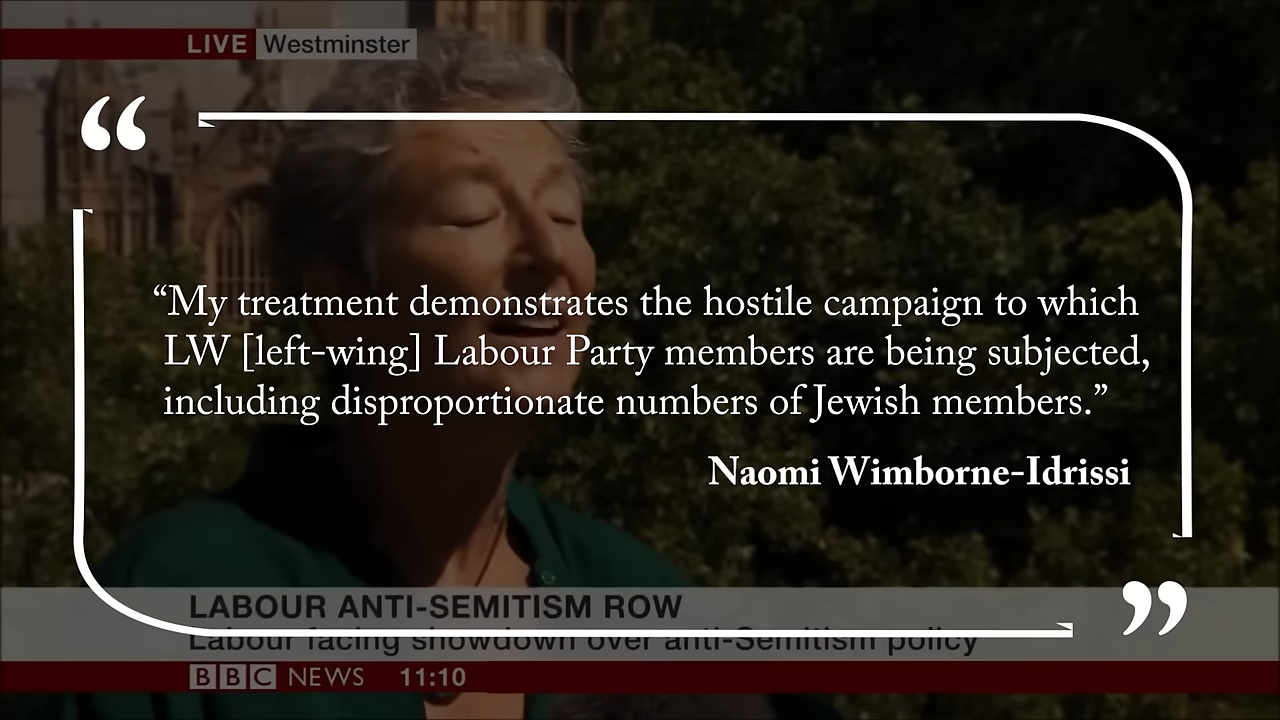 LIVE Westminster
“My treatment demonstrates the hostile campaign to which
LW [left-wing] Labour Party members are being subjected,
including disproportionate numbers of Jewish members.”
Naomi Wimborne-Idrissi
LABOUR ANTI-SEMITISM ROW
Labour facing showdown over anti-Semitism policy
BBC NEWS 11:10